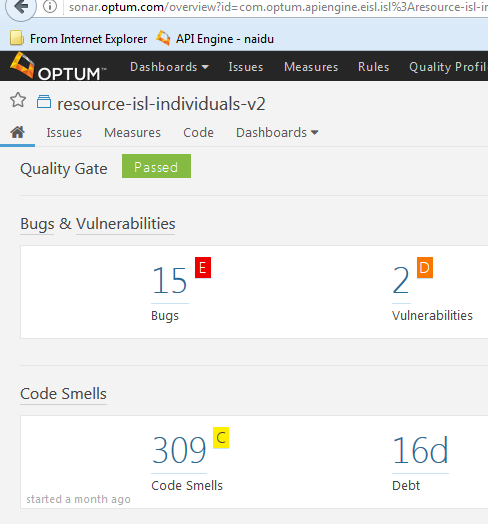 sonar.optum.com/overview?id=com.optum.apiengine.eisl.isl%3Aresource-isl-in
From Internet Explorer API Engine - naidu
OPTUM™ Dashboards Issues Measures Rules Quality Profil
resource-isl-individuals-v2
Issues Measures Code Dashboards
Quality Gate Passed
Bugs & Vulnerabilities
15 E 2 D
Bugs Vulnerabilities
Code Smells
309 C 16d
Code Smells Debt
started a month ago